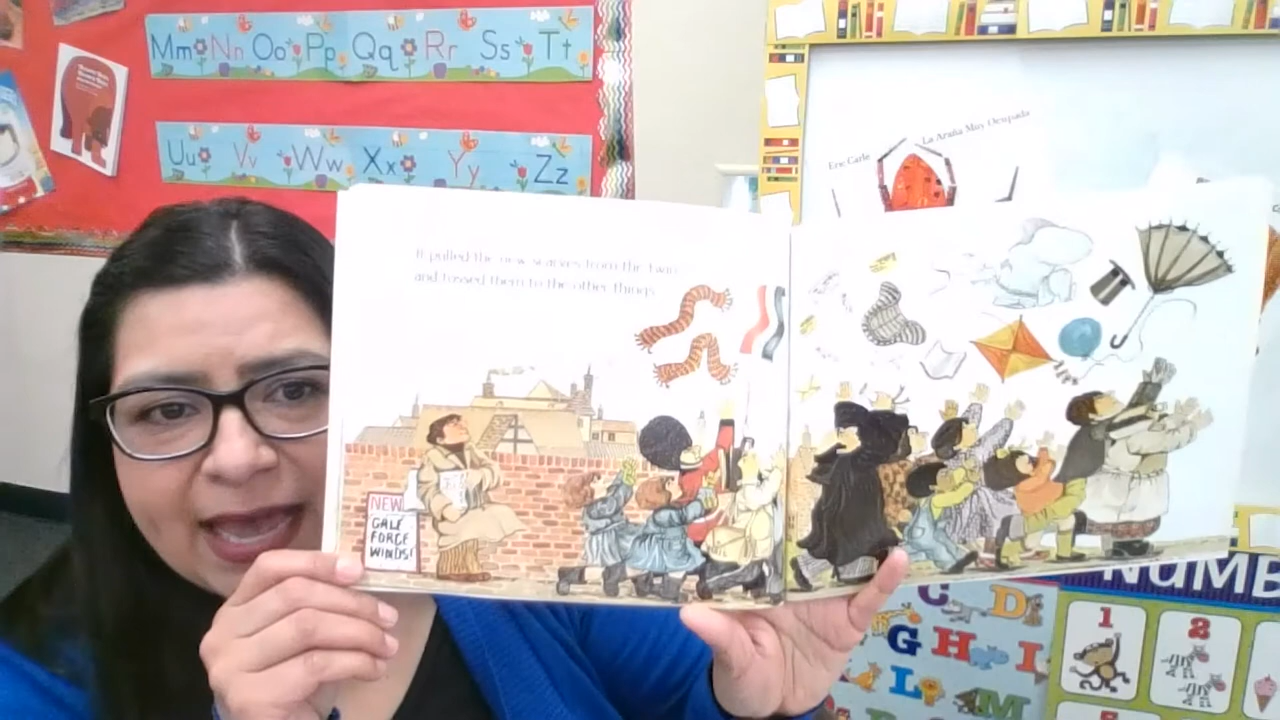 Mm Nn Oo Pp Qq Rr Ss Tt
Uu Vv Ww Xx Yy Zz
Eric Carle
La Araña Muy Ocupada
It pulled the new scarves from the twins
and tossed them to the other things.
NEW
GALE
FORCE
WINDS!
NUMB
C D
G H I
L M
1 2